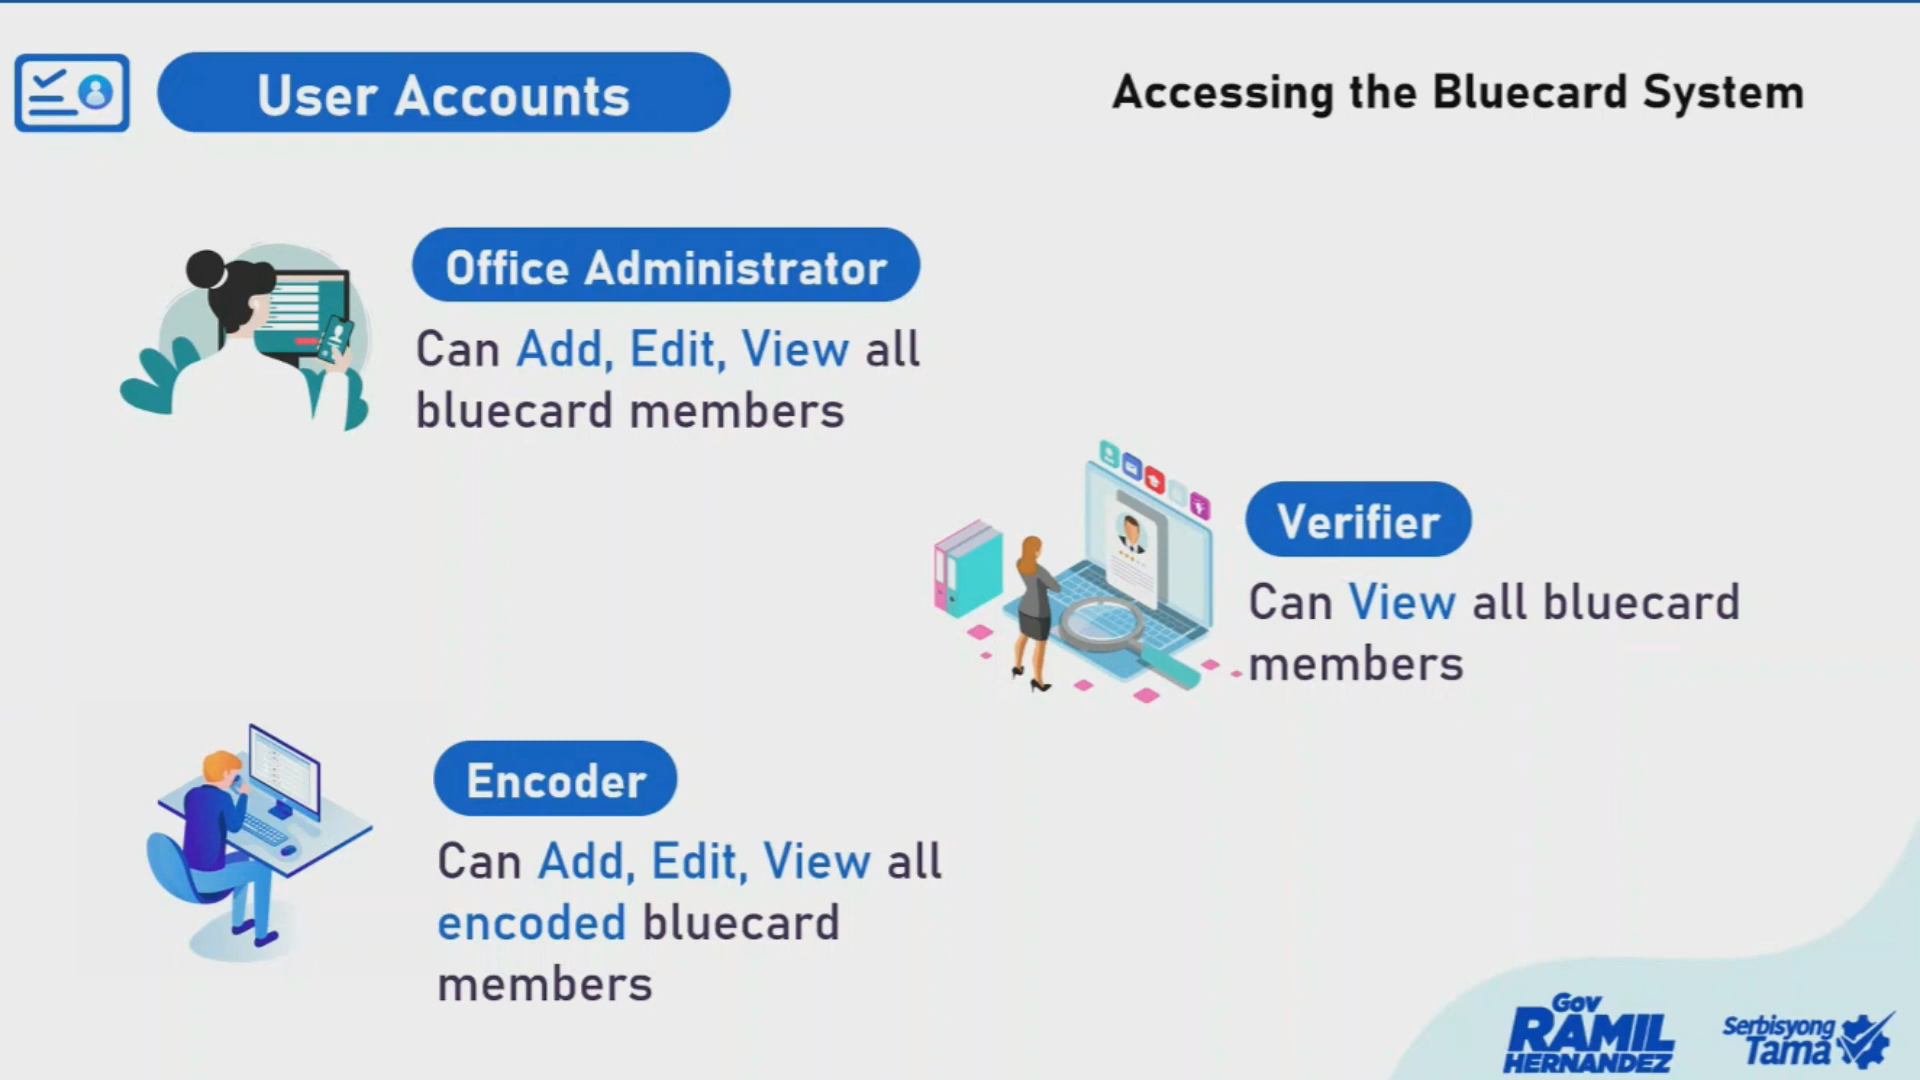 User Accounts
Accessing the Bluecard System
Office Administrator
Can Add, Edit, View all
bluecard members
Verifier
Can View all bluecard
members
Encoder
Can Add, Edit, View all
encoded bluecard
members
Gov
RAMIL
HERNANDEZ
Serbisyong
Tama